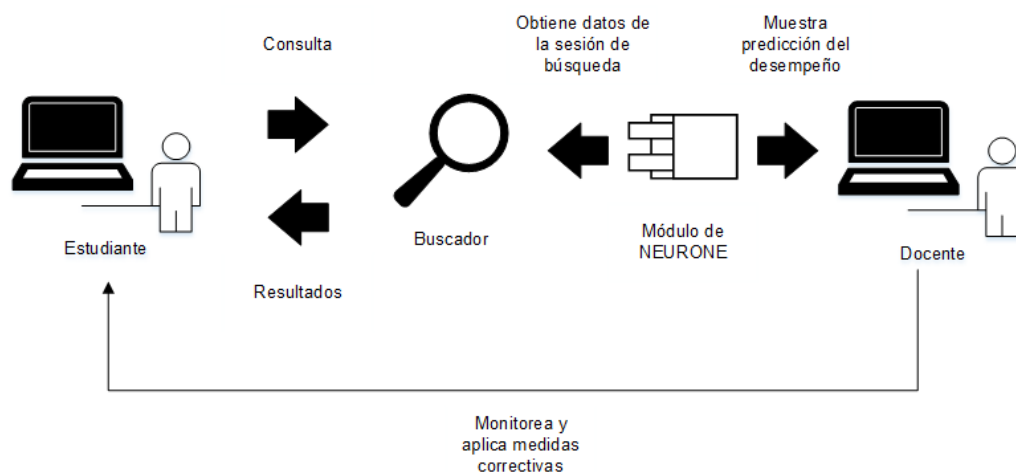 Consulta
Obtiene datos de
la sesión de
búsqueda
Muestra
predicción del
desempeño
Estudiante
Buscador
Módulo de
NEURONE
Docente
Resultados
Monitorea y
aplica medidas
correctivas